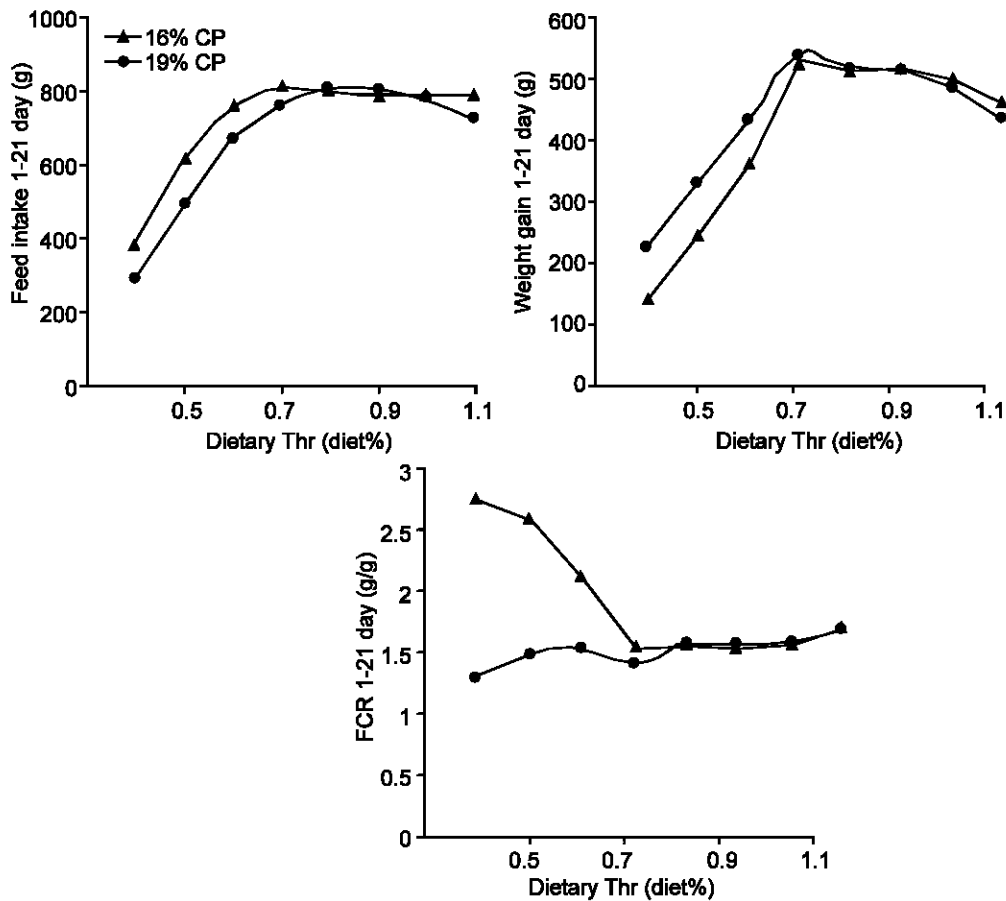 1000
800
600
400
200
0
Feed intake 1-21 day (g)
16% CP
19% CP
0.5 0.7 0.9 1.1
Dietary Thr (diet%)
600
500
400
300
200
100
0
Weight gain 1-21 day (g)
0.5 0.7 0.9 1.1
Dietary Thr (diet%)
3
2.5
2
1.5
1
0.5
0
FCR 1-21 day (g/g)
0.5 0.7 0.9 1.1
Dietary Thr (diet%)